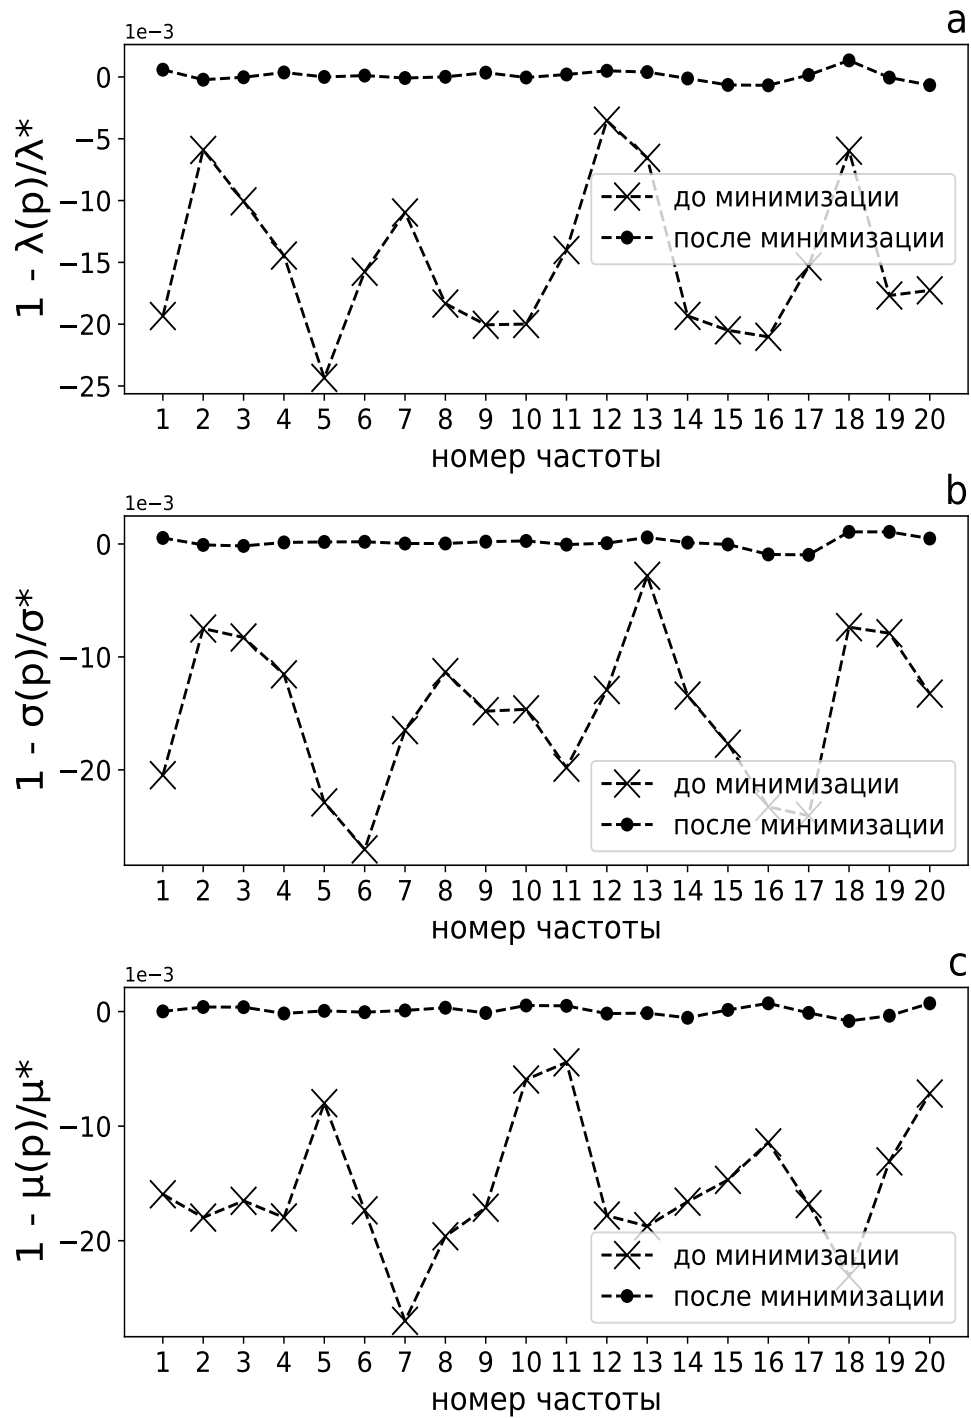 a
1e−3
0
−5
−10
−15
−20
−25
1 - λ(p)/λ*
до минимизации
после минимизации
1 2 3 4 5 6 7 8 9 10 11 12 13 14 15 16 17 18 19 20
номер частоты
b
1e−3
0
−10
−20
1 - σ(p)/σ*
до минимизации
после минимизации
1 2 3 4 5 6 7 8 9 10 11 12 13 14 15 16 17 18 19 20
номер частоты
c
1e−3
0
−10
−20
1 - μ(p)/μ*
до минимизации
после минимизации
1 2 3 4 5 6 7 8 9 10 11 12 13 14 15 16 17 18 19 20
номер частоты